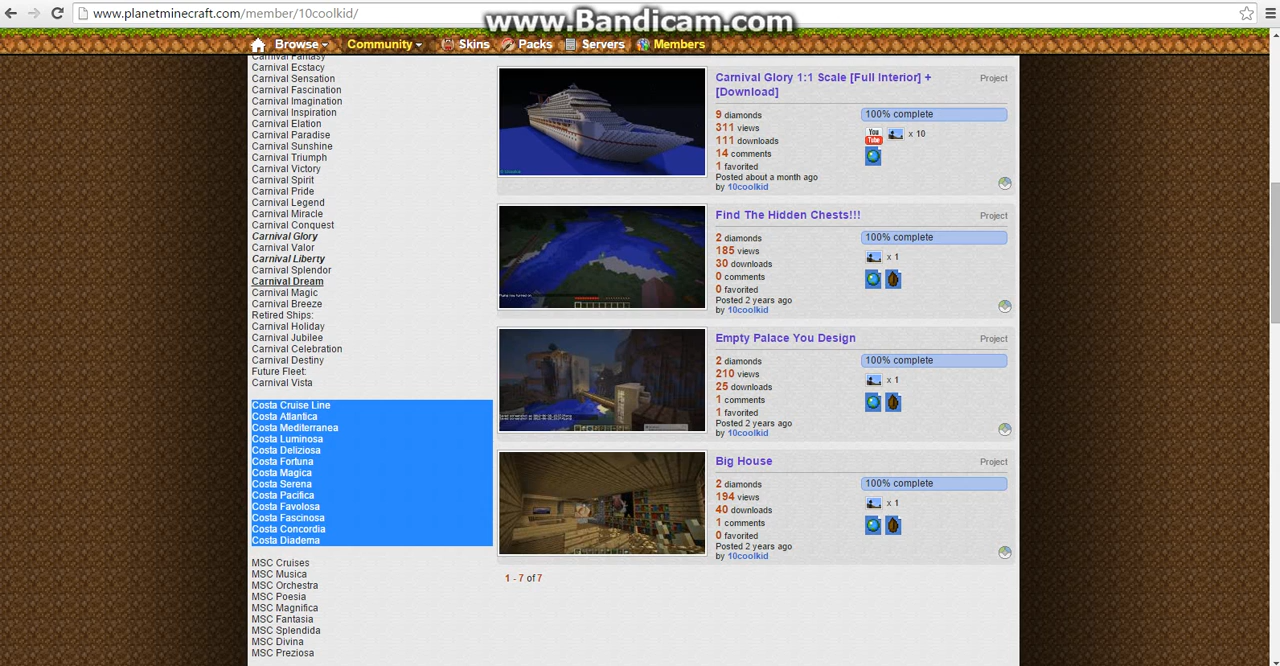 www.planetminecraft.com/member/10coolkid/
www.Bandicam.com
Browse
Community
Skins
Packs
Servers
Members
Carnival Fantasy
Carnival Ecstacy
Carnival Sensation
Carnival Fascination
Carnival Imagination
Carnival Inspiration
Carnival Elation
Carnival Paradise
Carnival Sunshine
Carnival Triumph
Carnival Victory
Carnival Spirit
Carnival Pride
Carnival Legend
Carnival Miracle
Carnival Conquest
Carnival Glory
Carnival Valor
Carnival Liberty
Carnival Splendor
Carnival Dream
Carnival Magic
Carnival Breeze
Retired Ships:
Carnival Holiday
Carnival Jubilee
Carnival Celebration
Carnival Destiny
Future Fleet:
Carnival Vista
Costa Cruise Line
Costa Atlantica
Costa Mediterranea
Costa Luminosa
Costa Deliziosa
Costa Fortuna
Costa Magica
Costa Serena
Costa Pacifica
Costa Favolosa
Costa Fascinosa
Costa Concordia
Costa Diadema
MSC Cruises
MSC Musica
MSC Orchestra
MSC Poesia
MSC Magnifica
MSC Fantasia
MSC Splendida
MSC Divina
MSC Preziosa
Carnival Glory 1:1 Scale [Full Interior] +
[Download]
Project
9 diamonds
311 views
111 downloads
14 comments
1 favorited
Posted about a month ago
by 10coolkid
100% complete
You
Tube
x 10
Find The Hidden Chests!!!
Project
2 diamonds
185 views
30 downloads
0 comments
0 favorited
Posted 2 years ago
by 10coolkid
100% complete
x 1
Empty Palace You Design
Project
2 diamonds
210 views
25 downloads
1 comments
1 favorited
Posted 2 years ago
by 10coolkid
100% complete
x 1
Big House
Project
2 diamonds
194 views
40 downloads
1 comments
0 favorited
Posted 2 years ago
by 10coolkid
100% complete
x 1
1 - 7 of 7